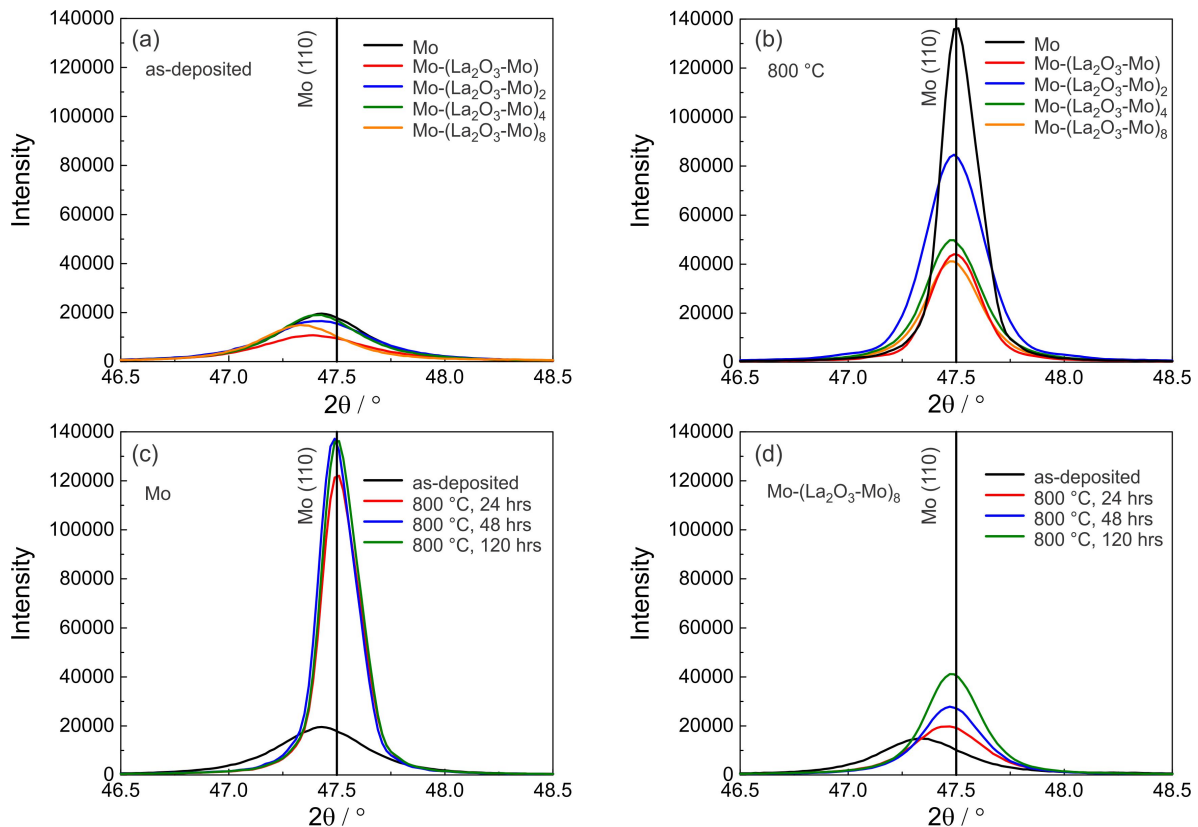 (a)
as-deposited
Mo (110)
Mo
Mo-(La₂O₃-Mo)
Mo-(La₂O₃-Mo)₂
Mo-(La₂O₃-Mo)₄
Mo-(La₂O₃-Mo)₈
140000
120000
100000
80000
60000
40000
20000
0
Intensity
46.5 47.0 47.5 48.0 48.5
2θ / °
(b)
800 °C
Mo (110)
Mo
Mo-(La₂O₃-Mo)
Mo-(La₂O₃-Mo)₂
Mo-(La₂O₃-Mo)₄
Mo-(La₂O₃-Mo)₈
140000
120000
100000
80000
60000
40000
20000
0
Intensity
46.5 47.0 47.5 48.0 48.5
2θ / °
(c)
Mo
Mo (110)
as-deposited
800 °C, 24 hrs
800 °C, 48 hrs
800 °C, 120 hrs
140000
120000
100000
80000
60000
40000
20000
0
Intensity
46.5 47.0 47.5 48.0 48.5
2θ / °
(d)
Mo-(La₂O₃-Mo)₈
Mo (110)
as-deposited
800 °C, 24 hrs
800 °C, 48 hrs
800 °C, 120 hrs
140000
120000
100000
80000
60000
40000
20000
0
Intensity
46.5 47.0 47.5 48.0 48.5
2θ / °